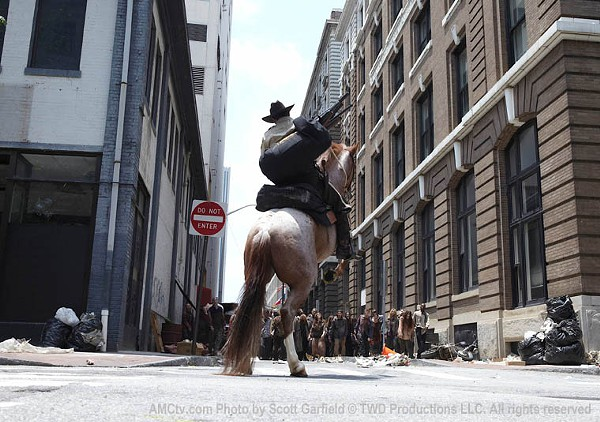 DO NOT
ENTER
AMCtv.com Photo by Scott Garfield © TWD Productions LLC. All rights reserved